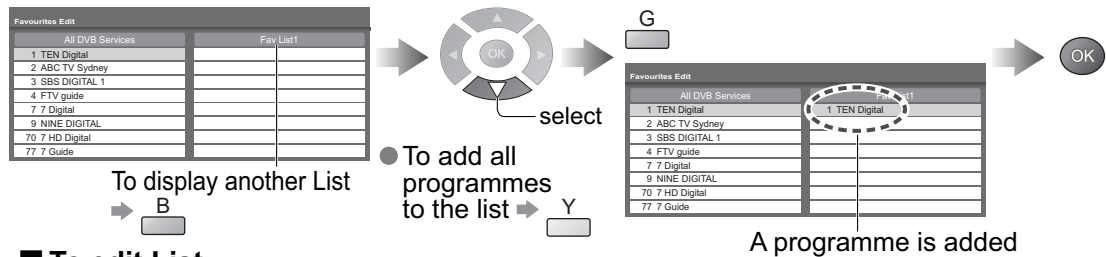 Favourites Edit
All DVB Services Fav List1
1 TEN Digital
2 ABC TV Sydney
3 SBS DIGITAL 1
4 FTV guide
7 7 Digital
9 NINE DIGITAL
70 7 HD Digital
77 7 Guide
To display another List
B
OK
select
To add all
programmes
to the list
Y
G
Favourites Edit
All DVB Services Fav List1
1 TEN Digital 1 TEN Digital
2 ABC TV Sydney
3 SBS DIGITAL 1
4 FTV guide
7 7 Digital
9 NINE DIGITAL
70 7 HD Digital
77 7 Guide
A programme is added
OK
To edit List